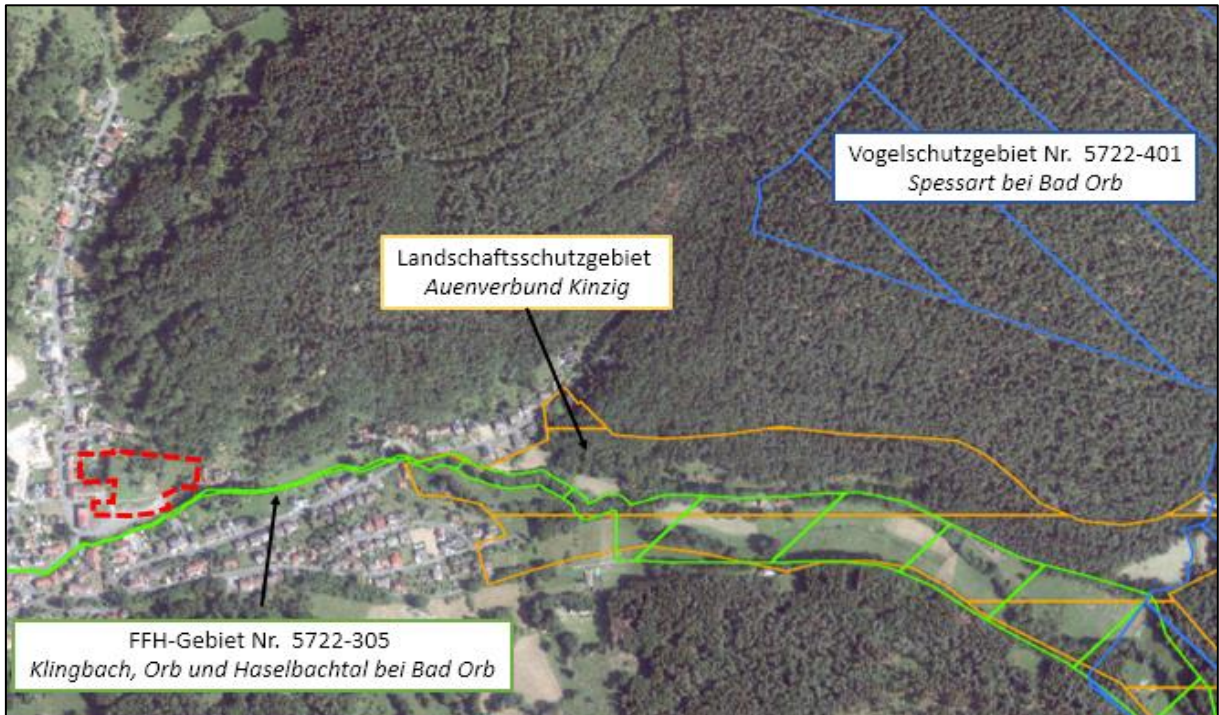 Vogelschutzgebiet Nr. 5722-401
Spessart bei Bad Orb
Landschaftsschutzgebiet
Auenverbund Kinzig
FFH-Gebiet Nr. 5722-305
Klingbach, Orb und Haselbachtal bei Bad Orb